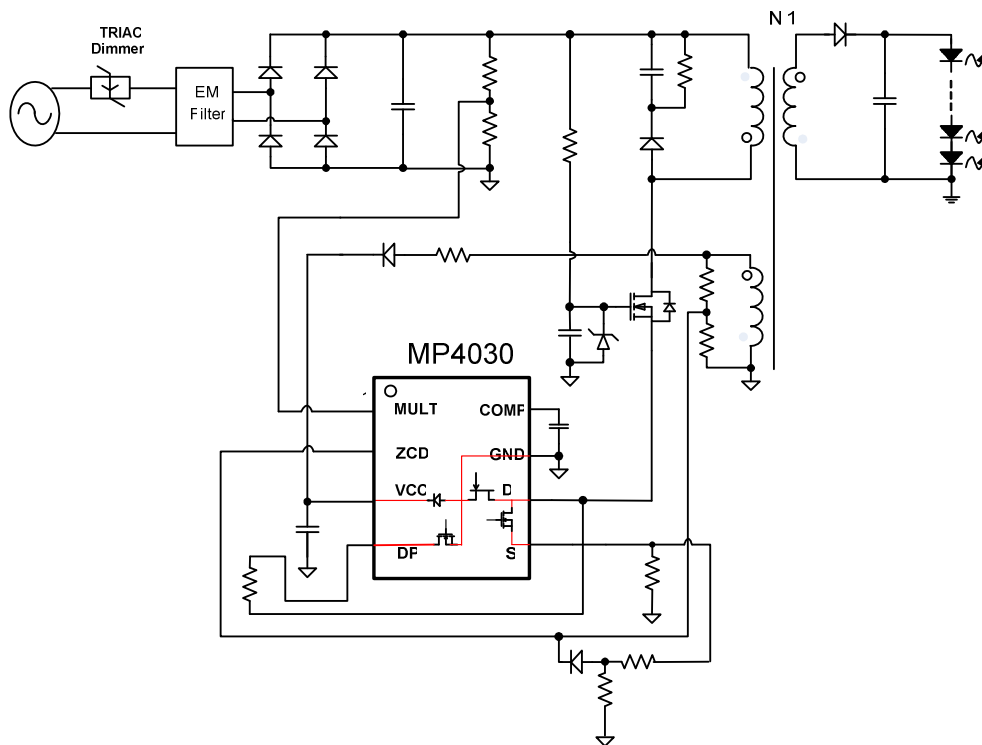 TRIAC
Dimmer
N 1
EM
Filter
MP4030
MULT
COMP
ZCD
GND
VCC
D
DP
S